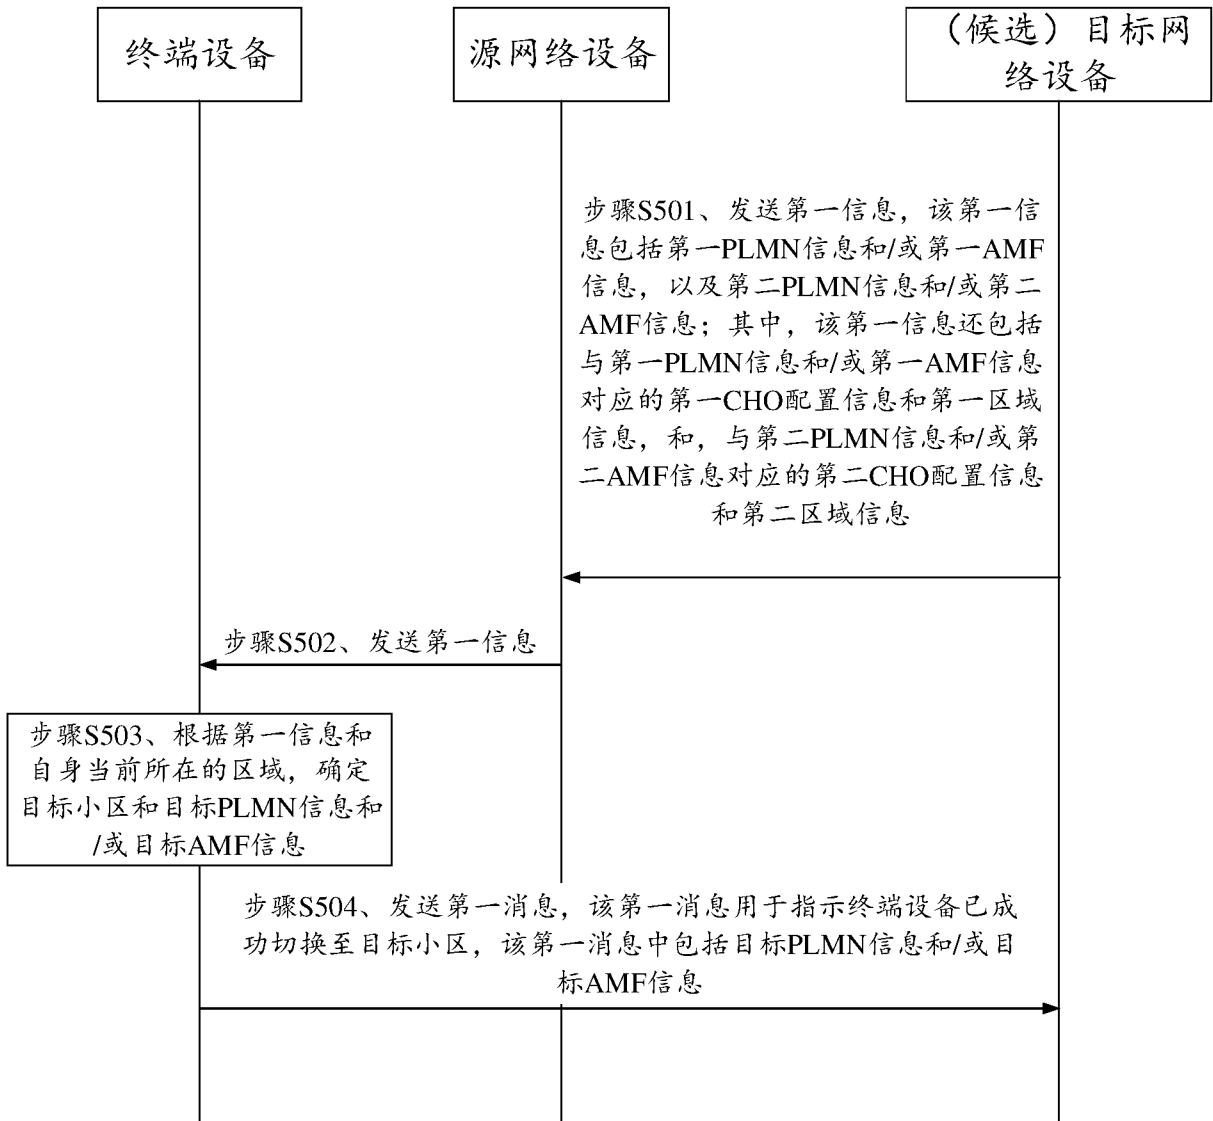 终端设备
源网络设备
（候选）目标网
络设备
步骤S501、发送第一信息，该第一信
息包括第一PLMN信息和/或第一AMF
信息，以及第二PLMN信息和/或第二
AMF信息；其中，该第一信息还包括
与第一PLMN信息和/或第一AMF信息
对应的第一CHO配置信息和第一区域
信息，和，与第二PLMN信息和/或第
二AMF信息对应的第二CHO配置信息
和第二区域信息
步骤S502、发送第一信息
步骤S503、根据第一信息和
自身当前所在的区域，确定
目标小区和目标PLMN信息和
/或目标AMF信息
步骤S504、发送第一消息，该第一消息用于指示终端设备已成
功切换至目标小区，该第一消息中包括目标PLMN信息和/或目
标AMF信息